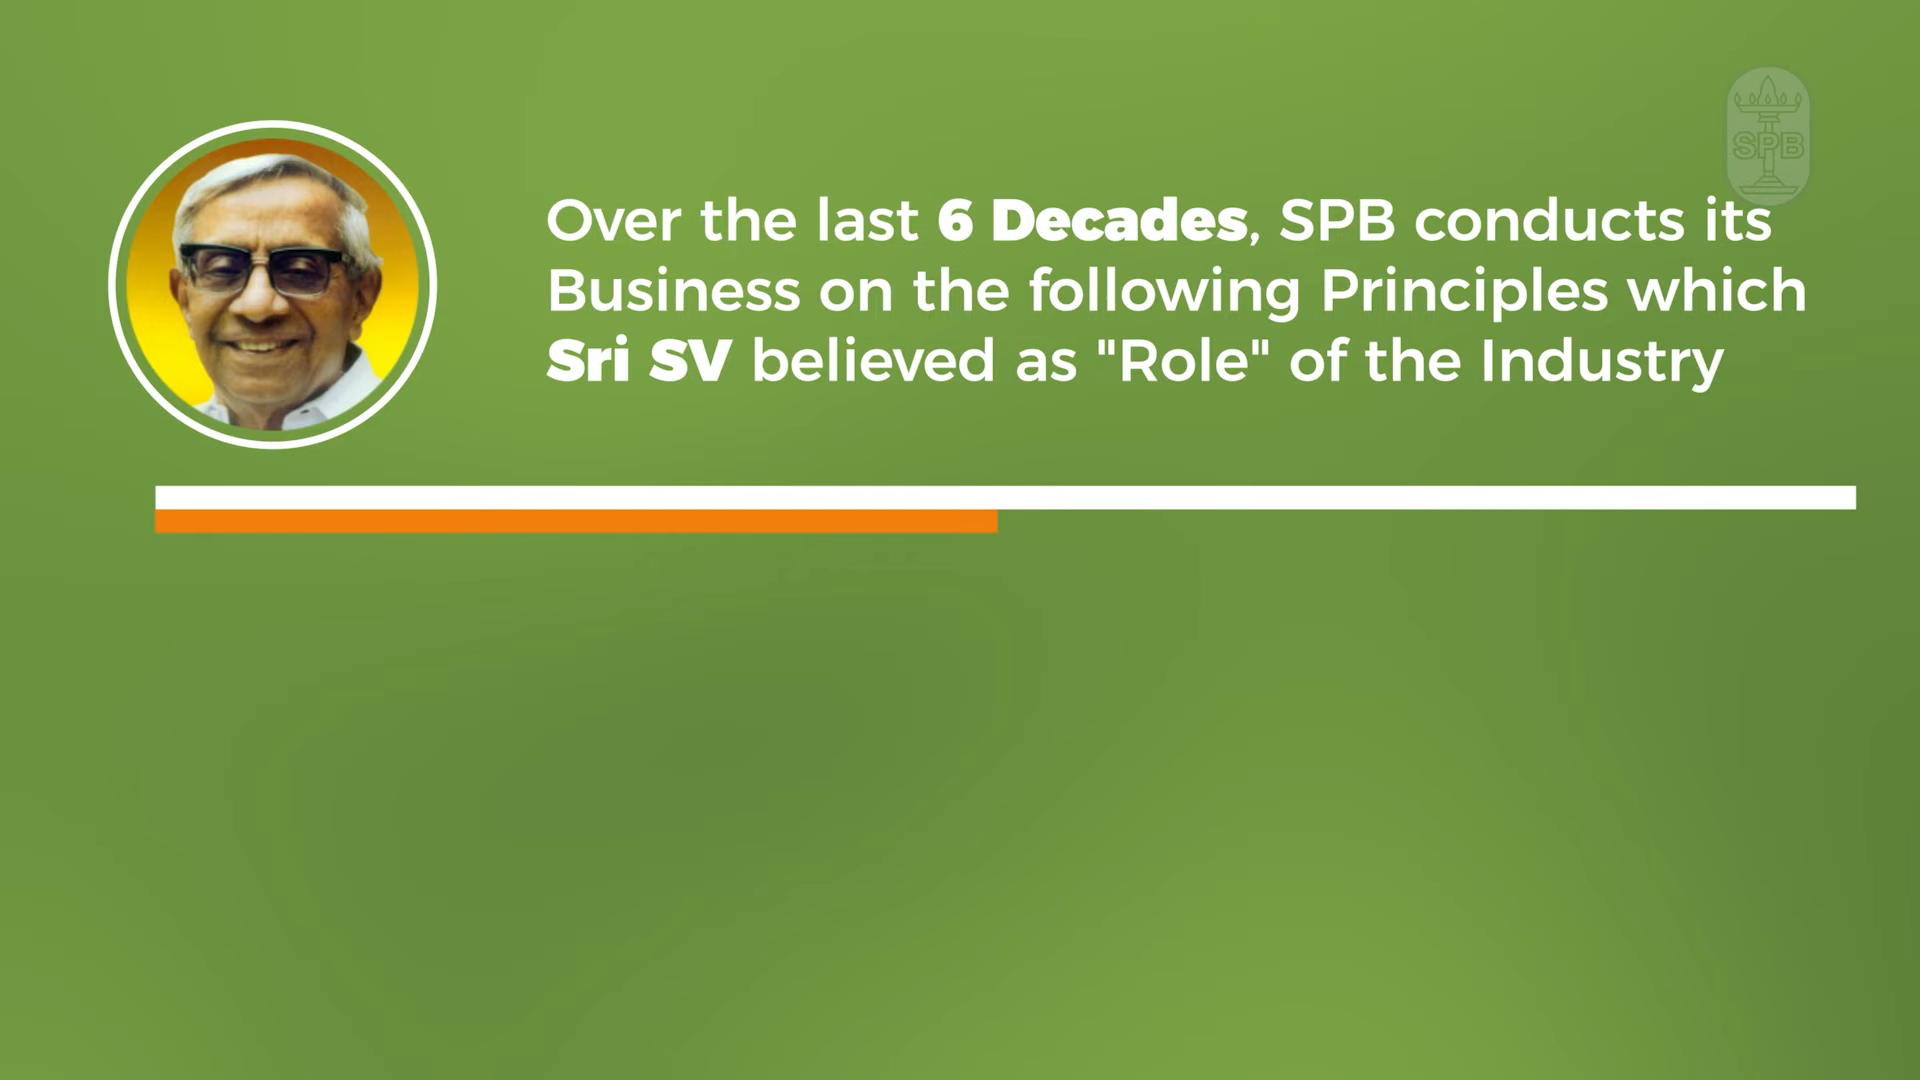 SPB
Over the last 6 Decades, SPB conducts its
Business on the following Principles which
Sri SV believed as "Role" of the Industry